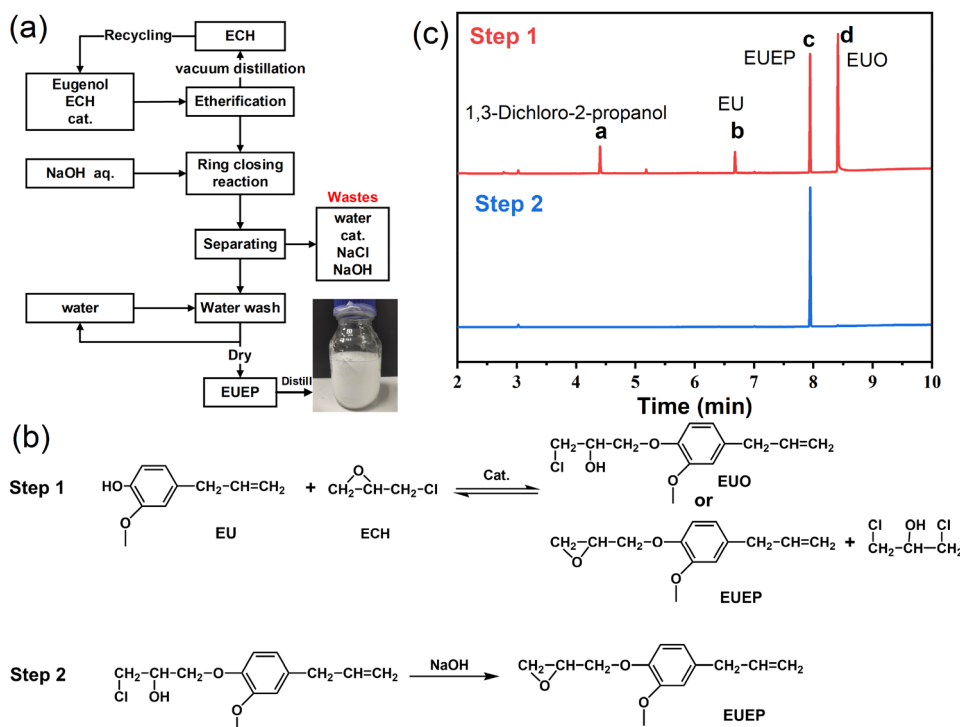 (a)
Recycling
ECH
vacuum distillation
Eugenol
ECH
cat.
Etherification
NaOH aq.
Ring closing
reaction
Wastes
water
cat.
NaCl
NaOH
Separating
water
Water wash
Dry
EUEP
Distill
(c)
Step 1
c
d
EUEP
EUO
1,3-Dichloro-2-propanol
a
EU
b
Step 2
2 3 4 5 6 7 8 9 10
Time (min)
(b)
Step 1
HO
O
CH₂-CH=CH₂
EU
+
O
CH₂-CH-CH₂-Cl
ECH
Cat.
CH₂-CH-CH₂-O
Cl
OH
O
CH₂-CH=CH₂
EUO
or
CH₂-CH-CH₂-O
O
O
CH₂-CH=CH₂
EUEP
+
Cl OH Cl
CH₂-CH-CH₂
Step 2
CH₂-CH-CH₂-O
Cl
OH
O
CH₂-CH=CH₂
NaOH
CH₂-CH-CH₂-O
O
O
CH₂-CH=CH₂
EUEP